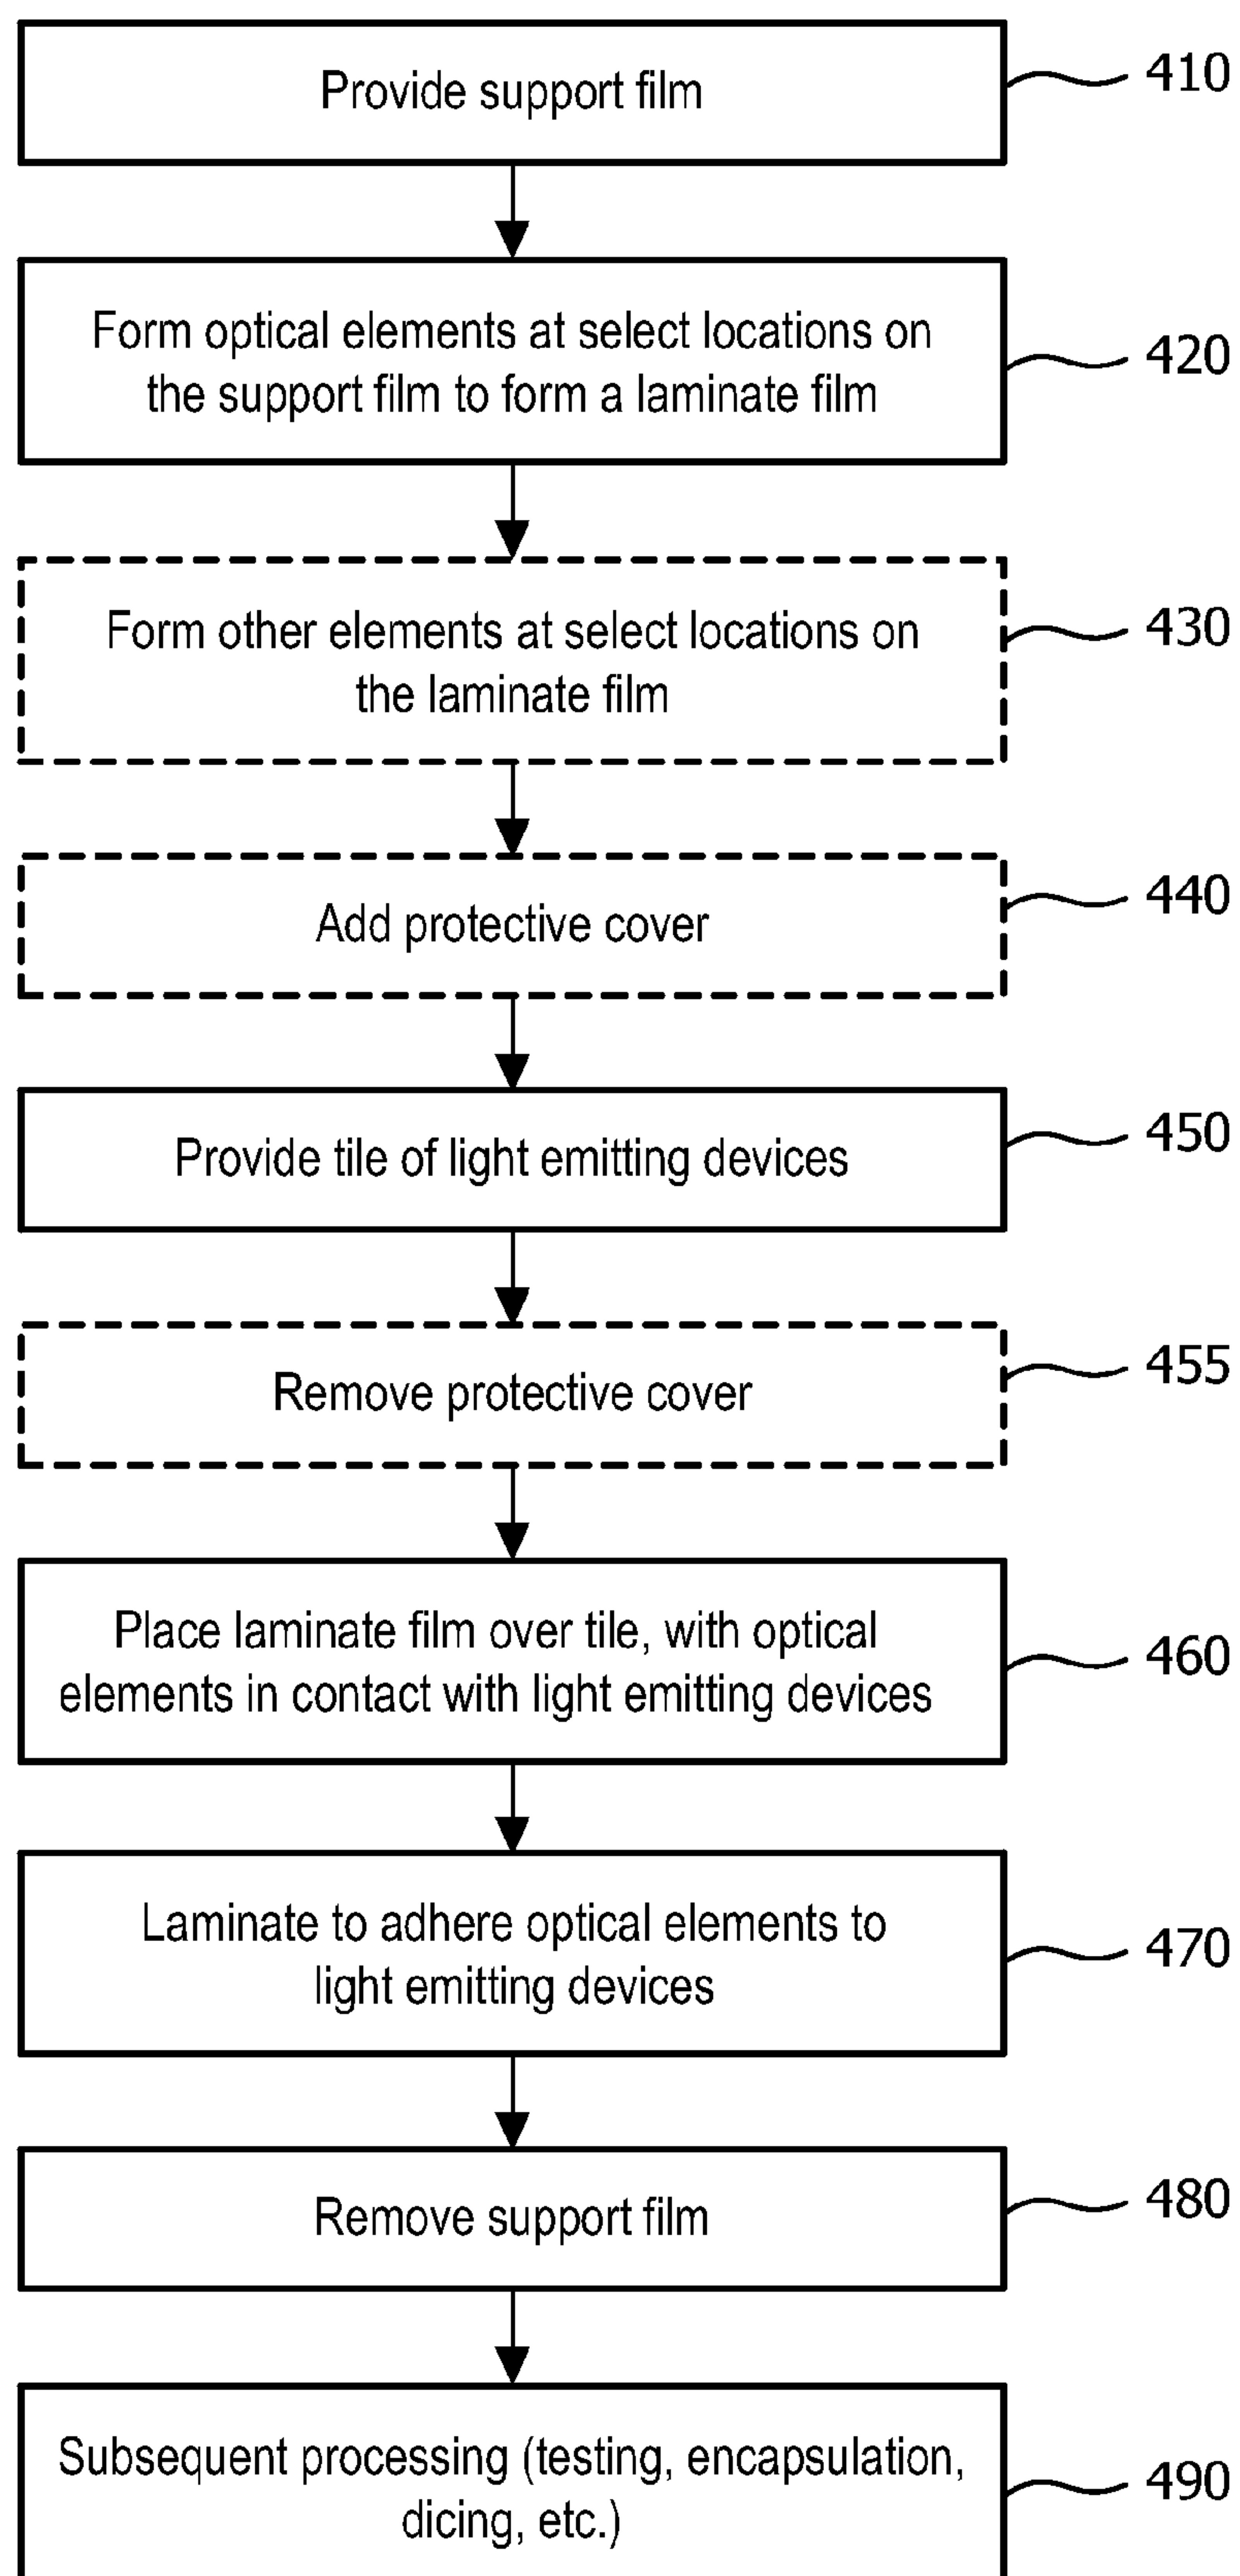 Provide support film
410
Form optical elements at select locations on
the support film to form a laminate film
420
Form other elements at select locations on
the laminate film
430
Add protective cover
440
Provide tile of light emitting devices
450
Remove protective cover
455
Place laminate film over tile, with optical
elements in contact with light emitting devices
460
Laminate to adhere optical elements to
light emitting devices
470
Remove support film
480
Subsequent processing (testing, encapsulation,
dicing, etc.)
490